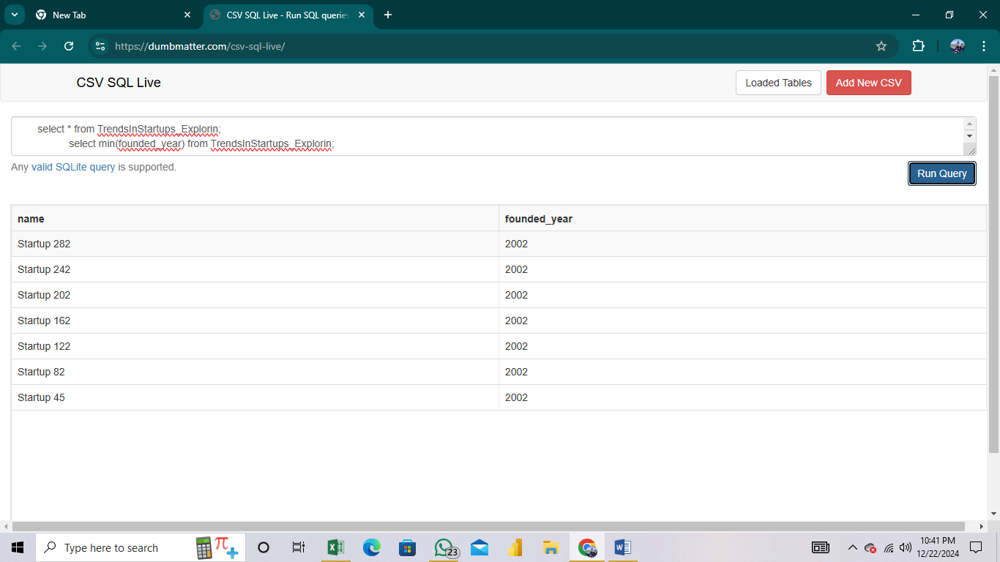 New Tab
CSV SQL Live - Run SQL queries
https://dumbmatter.com/csv-sql-live/
CSV SQL Live
Loaded Tables
Add New CSV
select * from TrendsInStartups_Explorin;
select min(founded_year) from TrendsInStartups_Explorin;
Any valid SQLite query is supported.
Run Query
name founded_year
Startup 282 2002
Startup 242 2002
Startup 202 2002
Startup 162 2002
Startup 122 2002
Startup 82 2002
Startup 45 2002
Type here to search
23
10:41 PM
12/22/2024